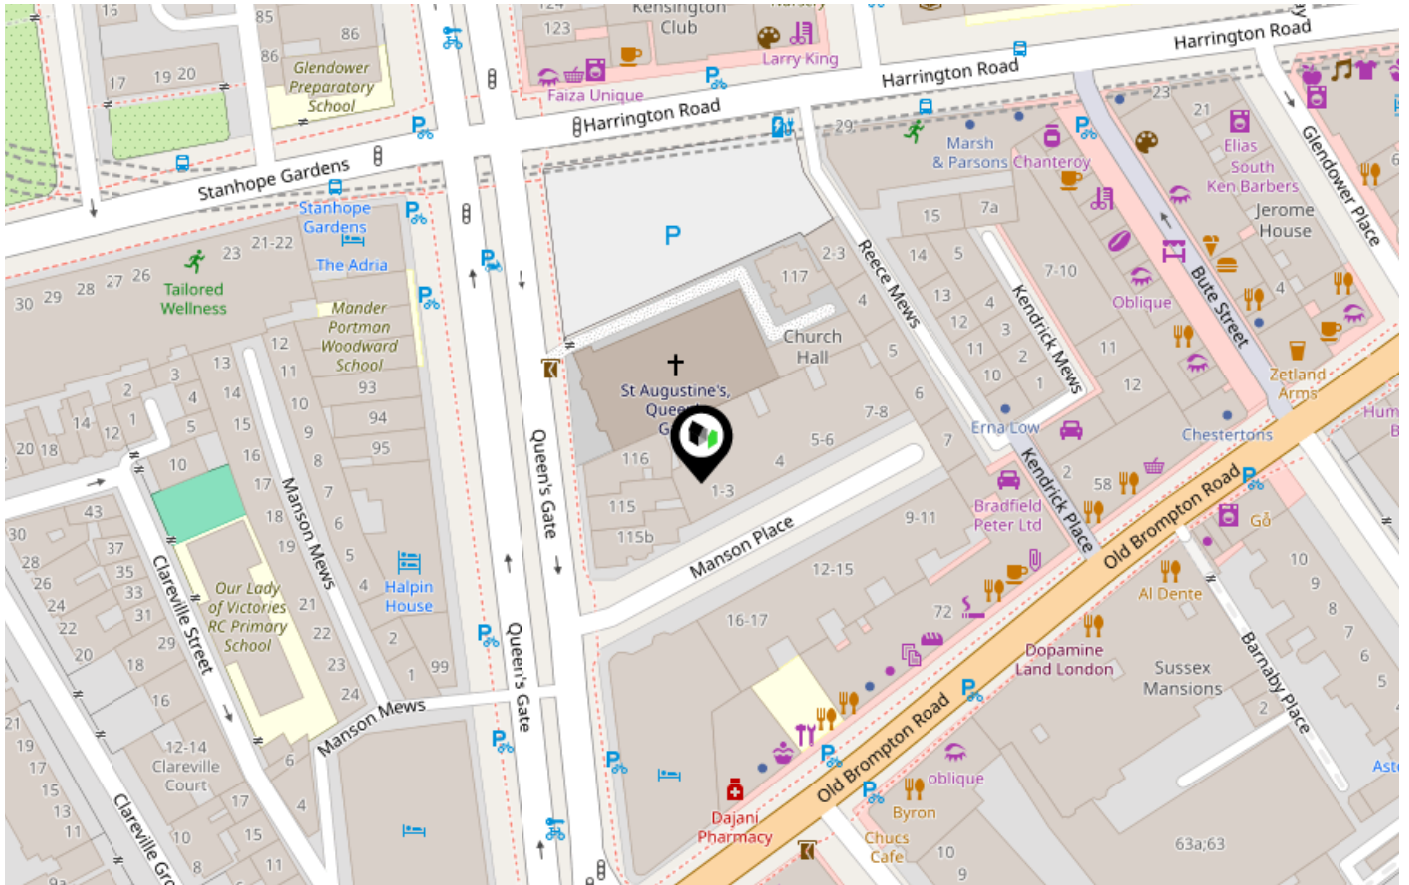 16
85
86
86
17
19
20
Glendower
Preparatory
School
123
Kensington
Club
Larry King
Faiza Unique
Harrington Road
Harrington Road
Harrington Road
Stanhope Gardens
Stanhope
Gardens
The Adria
21-22
23
26
27
28
29
30
Tailored
Wellness
Mander
Portman
Woodward
School
P
29
Marsh
& Parsons
Chanteroy
23
21
Elias
South
Ken Barbers
Jerome
House
Glendower Place
15
7a
2-3
117
14
5
7-10
13
4
4
12
3
11
2
10
1
Reece Mews
Kendrick Mews
Oblique
Bute Street
4
Church
Hall
5
6
11
12
Zetland
Arms
Chestertons
Erna Low
St Augustine's,
7-8
5-6
4
1-3
116
115
115b
7
2
58
Kendrick Place
Bradfield
Peter Ltd
9-11
12-15
16-17
72
Manson Place
Queen's Gate
Queen's Gate
Old Brompton Road
Old Brompton Road
Gỗ
Al Dente
Dopamine
Land London
Sussex
Mansions
Barnaby Place
10
9
8
7
6
5
2
13
12
3
2
4
14
15
11
10
93
94
95
1
5
14
12
20
18
10
16
17
9
8
7
18
6
19
5
4
Manson Mews
Manson Mews
43
30
28
26
24
22
20
37
35
33
31
29
18
16
Clareville Street
Our Lady
of Victories
RC Primary
School
21
22
23
24
2
1
99
Halpin
House
21
19
17
15
13
11
12-14
Clareville
Court
6
4
17
15
11
10
8
Clareville Gro
Dajani
Pharmacy
oblique
Byron
Chucs
Cafe
10
9
63a;63